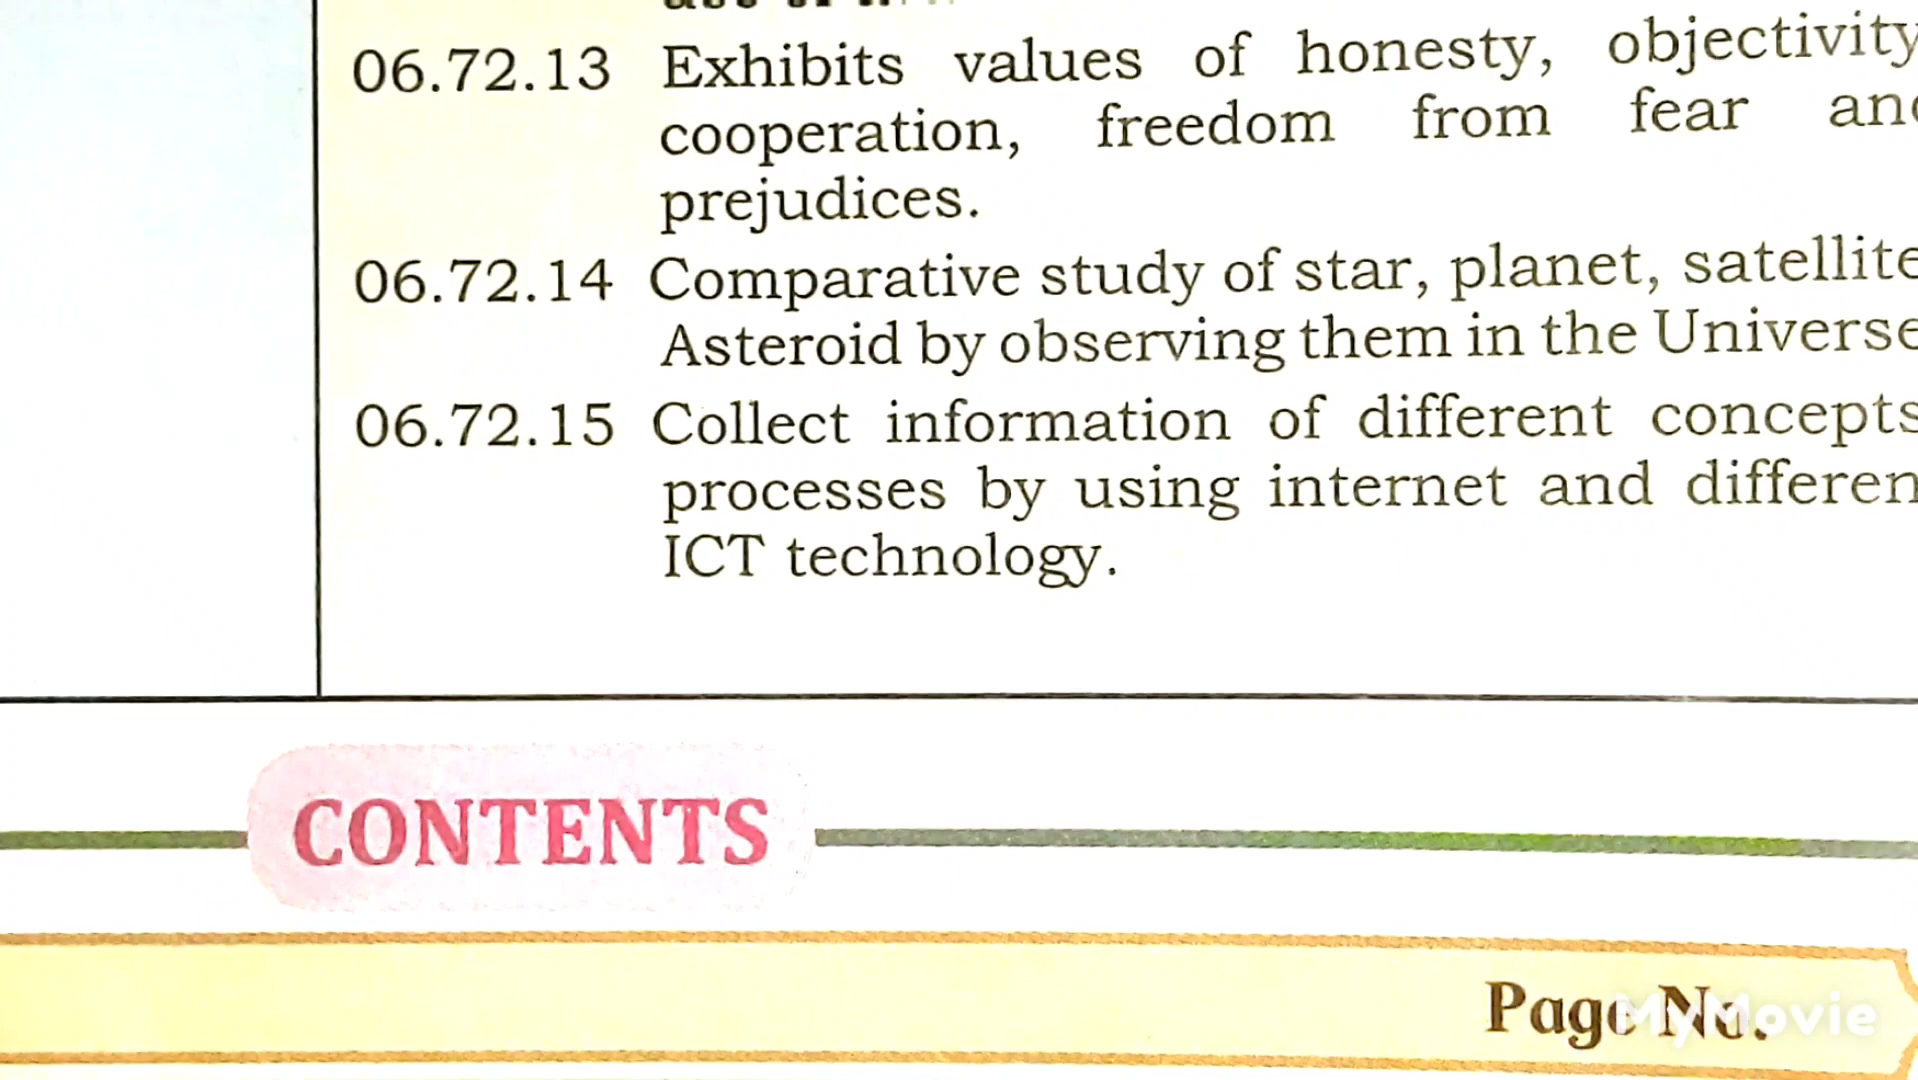 06.72.13 Exhibits values of honesty, objectivity
cooperation, freedom from fear and
prejudices.
06.72.14 Comparative study of star, planet, satellite
Asteroid by observing them in the Universe
06.72.15 Collect information of different concepts
processes by using internet and differen
ICT technology.
CONTENTS
Page No.
MyMovie